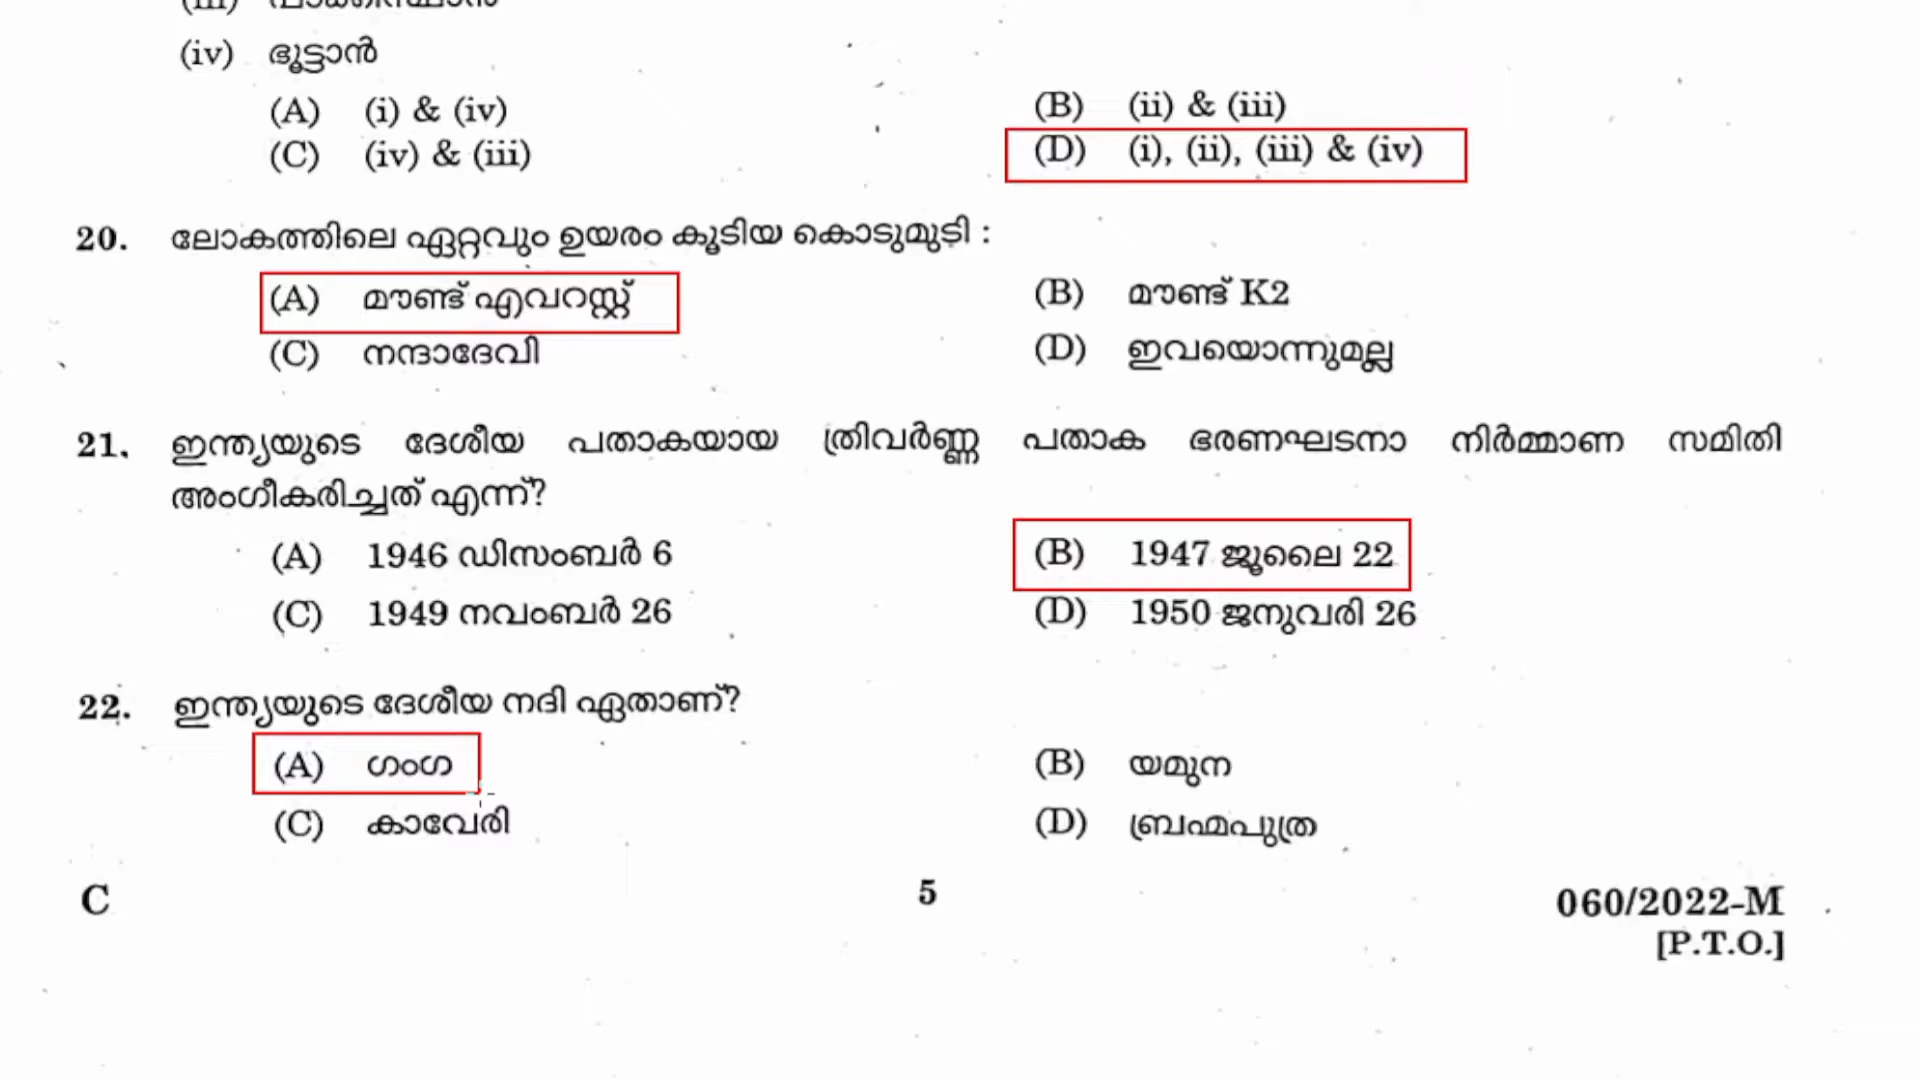 (iii) പാക്കിസ്ഥാൻ
(iv) ഭൂട്ടാൻ
(A) (i) & (iv) (B) (ii) & (iii)
(C) (iv) & (iii) (D) (i), (ii), (iii) & (iv)
20. ലോകത്തിലെ ഏറ്റവും ഉയരം കൂടിയ കൊടുമുടി :
(A) മൗണ്ട് എവറസ്റ്റ് (B) മൗണ്ട് K2
(C) നന്ദാദേവി (D) ഇവയൊന്നുമല്ല
21. ഇന്ത്യയുടെ ദേശീയ പതാകയായ ത്രിവർണ്ണ പതാക ഭരണഘടനാ നിർമ്മാണ സമിതി
അംഗീകരിച്ചത് എന്ന്?
(A) 1946 ഡിസംബർ 6 (B) 1947 ജൂലൈ 22
(C) 1949 നവംബർ 26 (D) 1950 ജനുവരി 26
22. ഇന്ത്യയുടെ ദേശീയ നദി ഏതാണ്?
(A) ഗംഗ (B) യമുന
(C) കാവേരി (D) ബ്രഹ്മപുത്ര
C 5 060/2022-M
[P.T.O.]